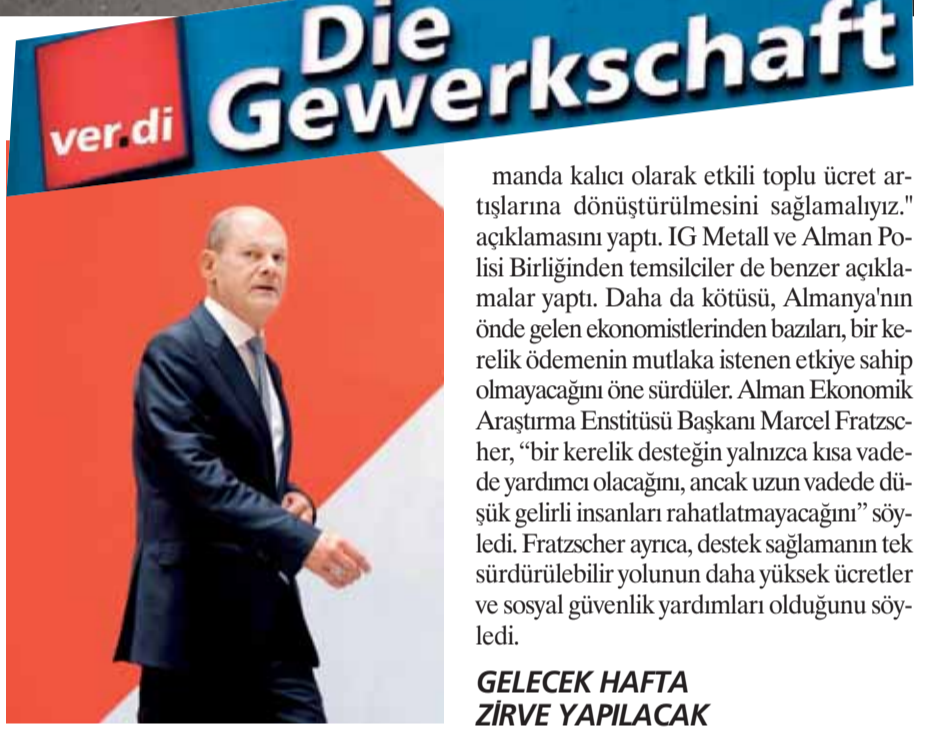 Die
Gewerkschaft
ver.di
manda kalıcı olarak etkili toplu ücret ar-
tışlarına dönüştürülmesini sağlamalıyız."
açıklamasını yaptı. IG Metall ve Alman Po-
lisi Birliğinden temsilciler de benzer açıkla-
malar yaptı. Daha da kötüsü, Almanya'nın
önde gelen ekonomistlerinden bazıları, bir ke-
relik ödemenin mutlaka istenen etkiye sahip
olmayacağını öne sürdüler. Alman Ekonomik
Araştırma Enstitüsü Başkanı Marcel Fratzsc-
her, “bir kerelik desteğin yalnızca kısa vade-
de yardımcı olacağını, ancak uzun vadede dü-
şük gelirli insanları rahatlatmayacağını” söy-
ledi. Fratzscher ayrıca, destek sağlamanın tek
sürdürülebilir yolunun daha yüksek ücretler
ve sosyal güvenlik yardımları olduğunu söy-
ledi.
GELECEK HAFTA
ZİRVE YAPILACAK